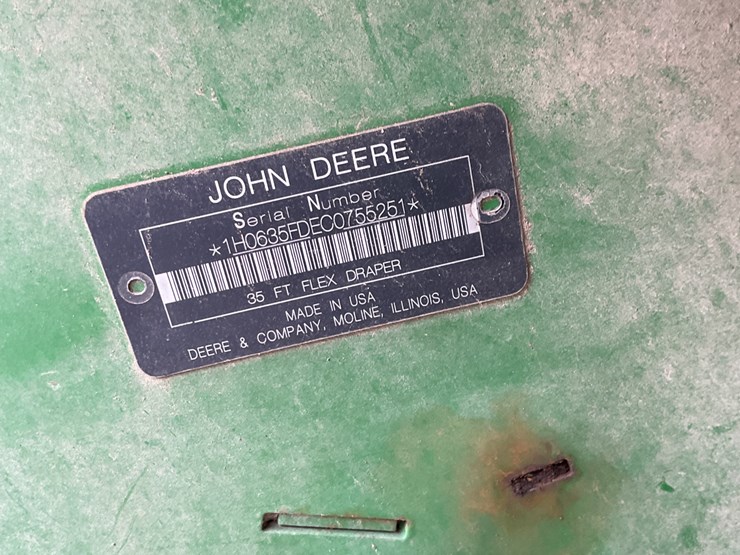 JOHN DEERE
Serial Number
*1H0635FDEC0755251*
35 FT FLEX DRAPER
MADE IN USA
DEERE & COMPANY, MOLINE, ILLINOIS, USA